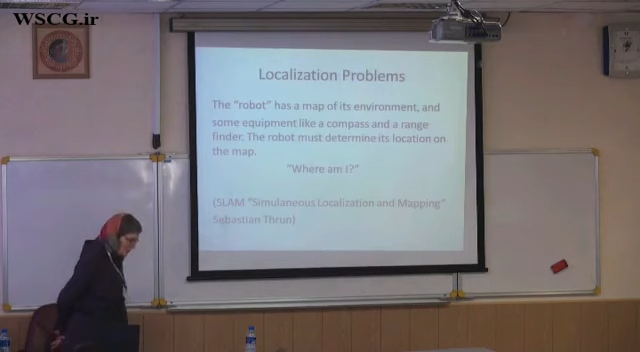 WSCG.ir
Localization Problems
The "robot" has a map of its environment, and
some equipment like a compass and a range
finder. The robot must determine its location on
the map.
"Where am I?"
(SLAM "Simultaneous Localization and Mapping"
Sebastian Thrun)